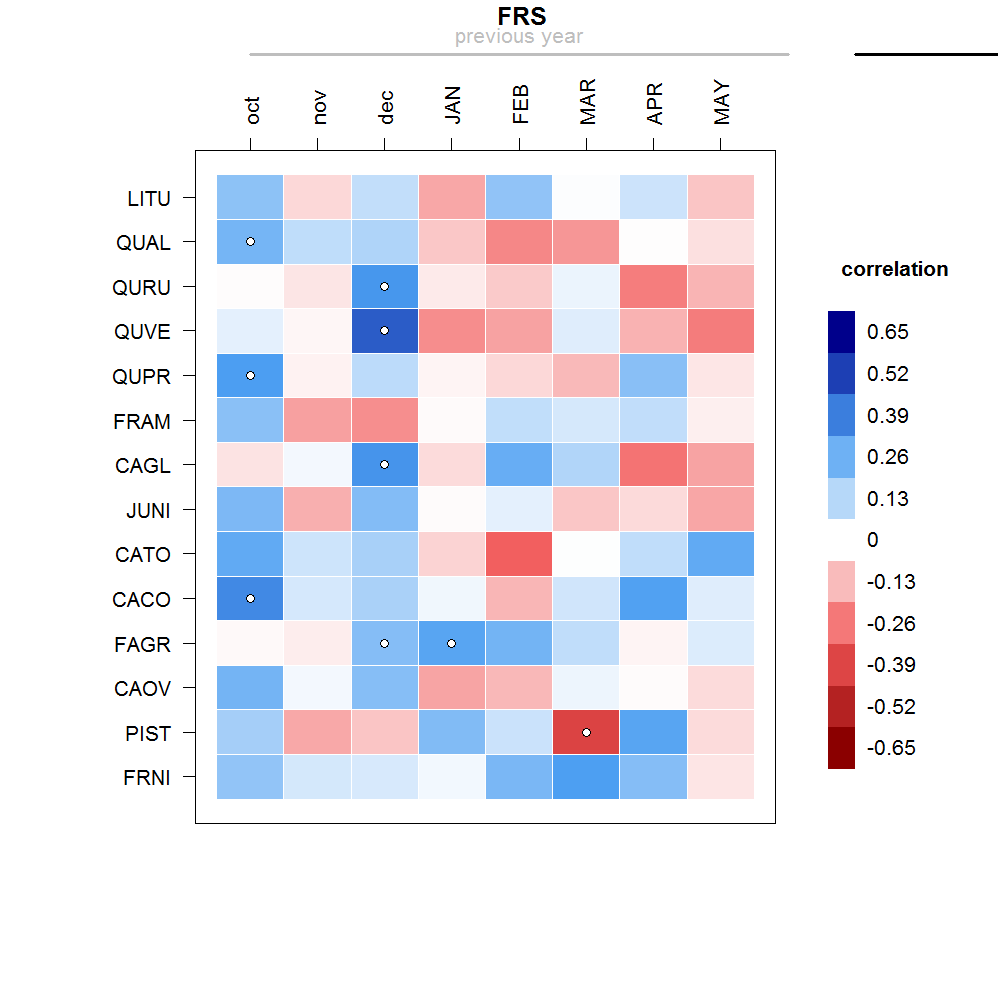 FRS
previous year
oct nov dec JAN FEB MAR APR MAY
LITU
QUAL
QURU
QUVE
QUPR
FRAM
CAGL
JUNI
CATO
CACO
FAGR
CAOV
PIST
FRNI
correlation
0.65
0.52
0.39
0.26
0.13
0
-0.13
-0.26
-0.39
-0.52
-0.65